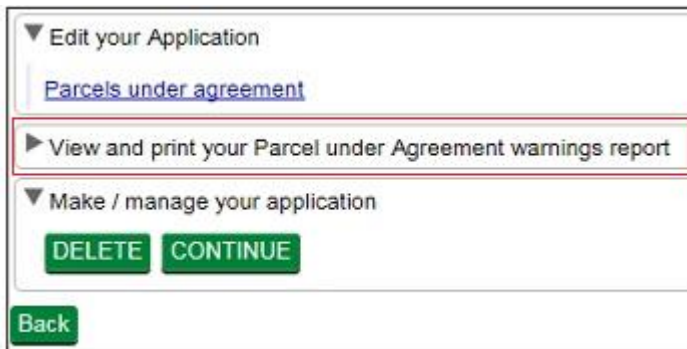 Edit your Application
Parcels under agreement
View and print your Parcel under Agreement warnings report
Make / manage your application
DELETE CONTINUE
Back